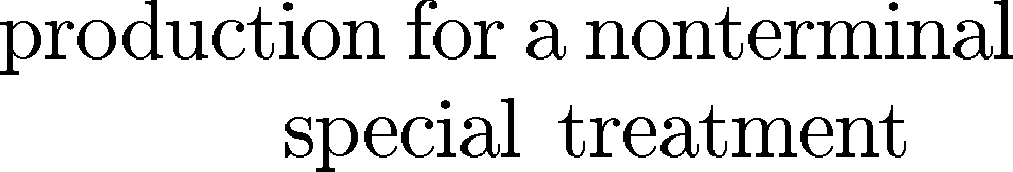 production for a nonterminal
special treatment